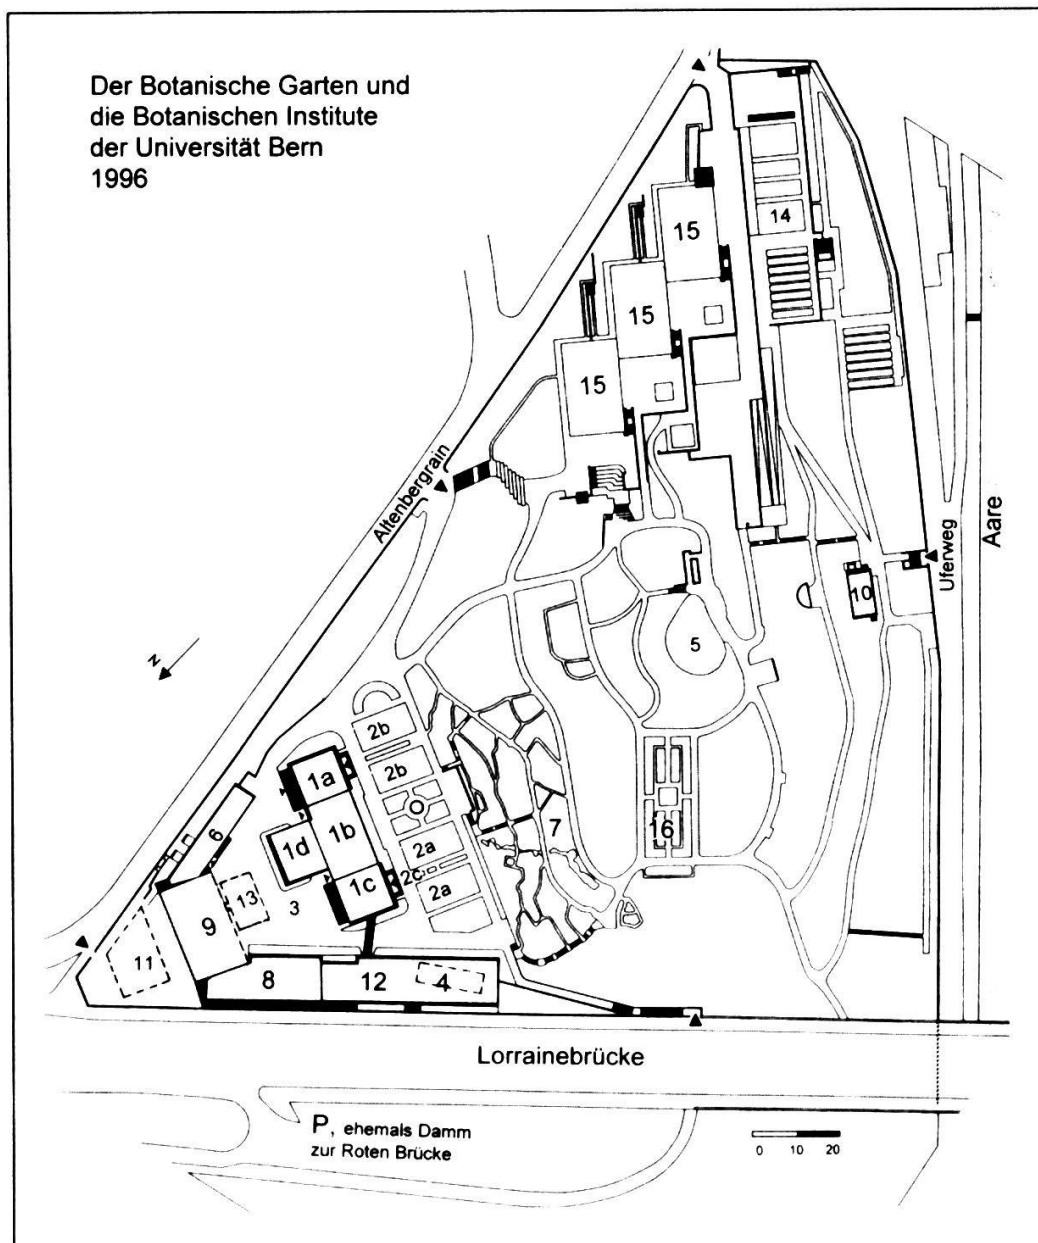 Der Botanische Garten und
die Botanischen Institute
der Universität Bern
1996
15
14
15
15
Altenbergrain
Aare
Uferweg
10
N
5
2b
2b
1a
1b
6
1d
2a
7
16
2c
1c
2a
13
3
9
11
8
12
4
Lorrainebrücke
P, ehemals Damm
zur Roten Brücke
0 10 20